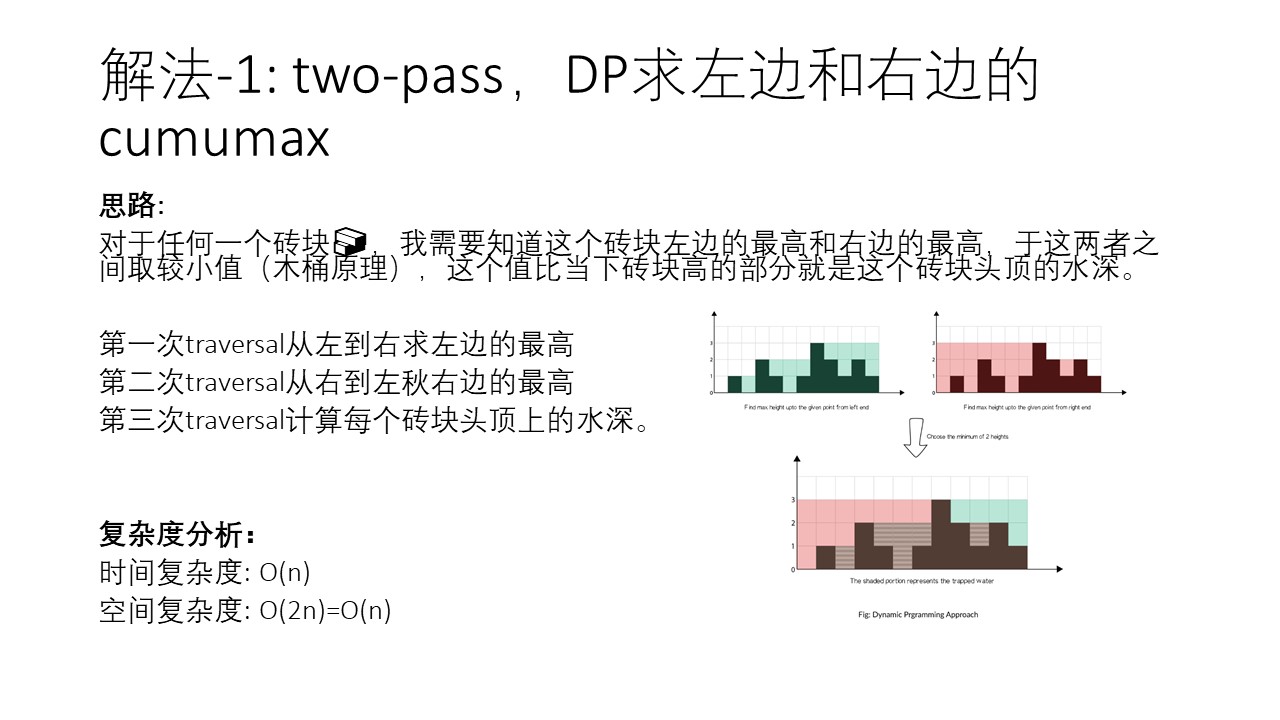 解法-1: two-pass，DP求左边和右边的
cumumax
思路:
对于任何一个砖块🧱，我需要知道这个砖块左边的最高和右边的最高，于这两者之
间取较小值（木桶原理），这个值比当下砖块高的部分就是这个砖块头顶的水深。
第一次traversal从左到右求左边的最高
第二次traversal从右到左秋右边的最高
第三次traversal计算每个砖块头顶上的水深。
复杂度分析：
时间复杂度: O(n)
空间复杂度: O(2n)=O(n)
3
2
1
0
Find max height upto the given point from left end
3
2
1
0
Find max height upto the given point from right end
Choose the minimum of 2 heights
3
2
1
0
The shaded portion represents the trapped water
Fig: Dynamic Prgramming Approach